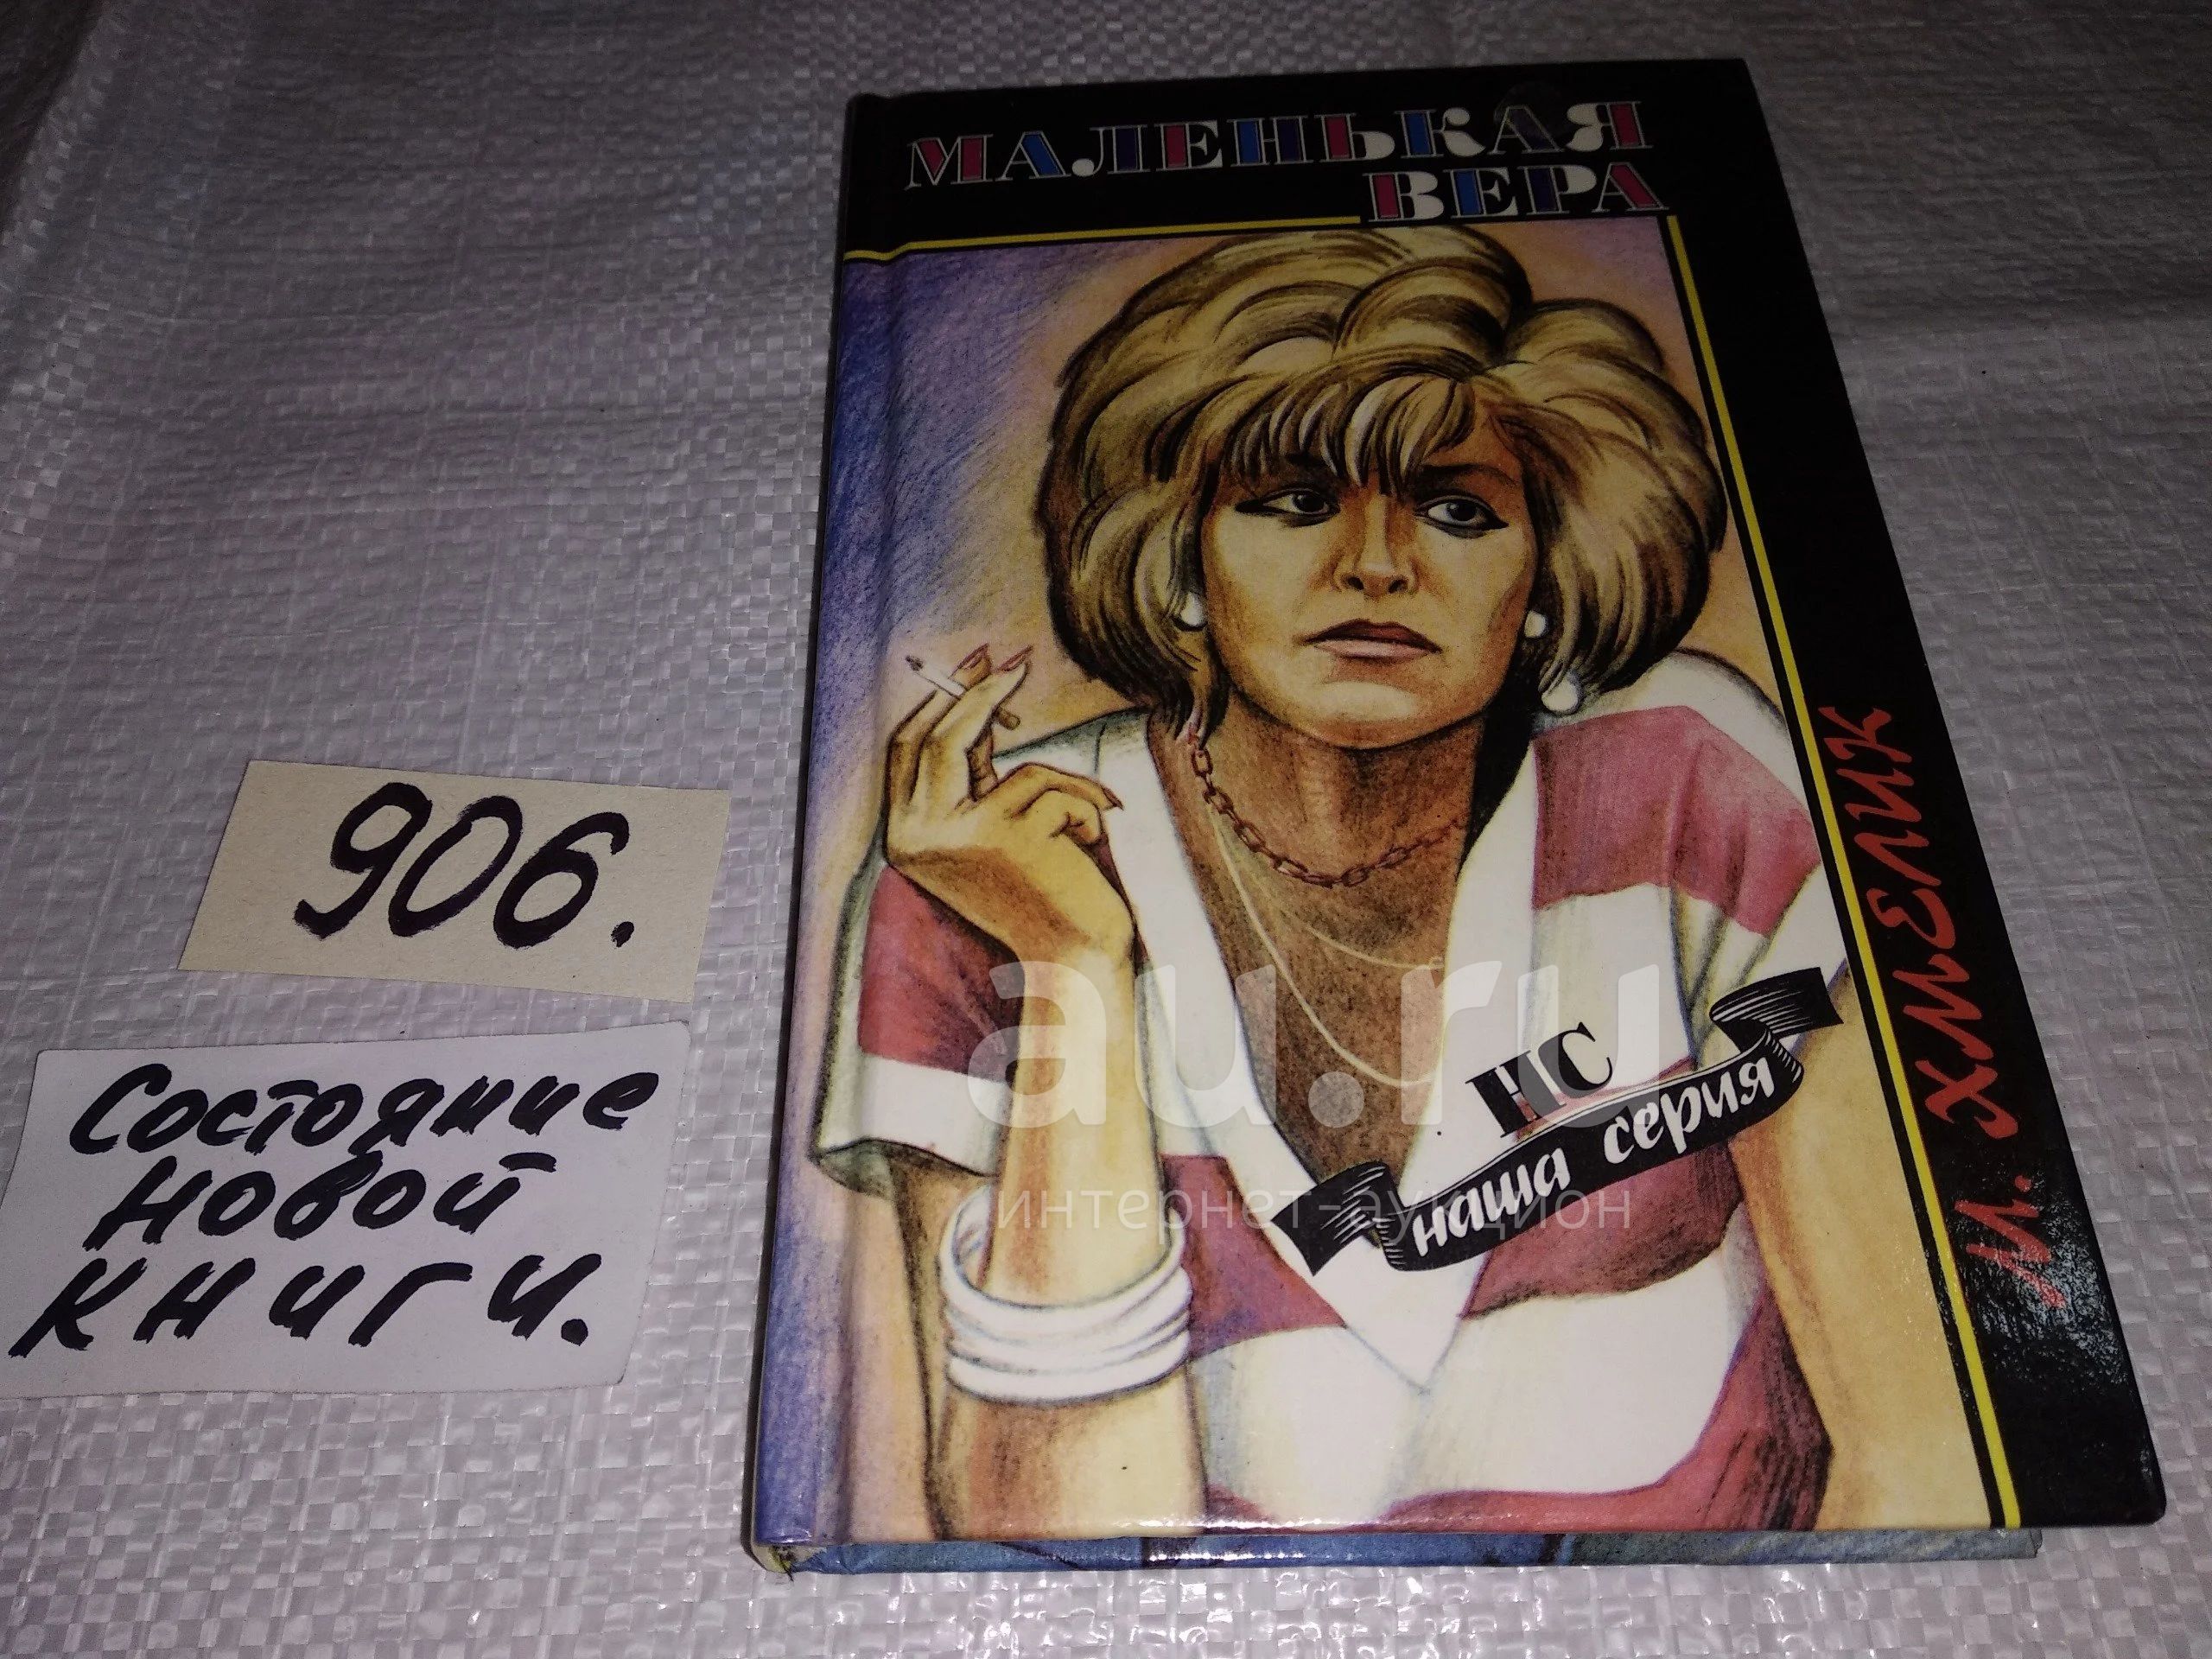 МАЛЕНЬКАЯ
ВЕРА
М. ХМЕЛИК
НС
наша серия
906.
Состояние
новой
книги.
au.ru
интернет-аукцион